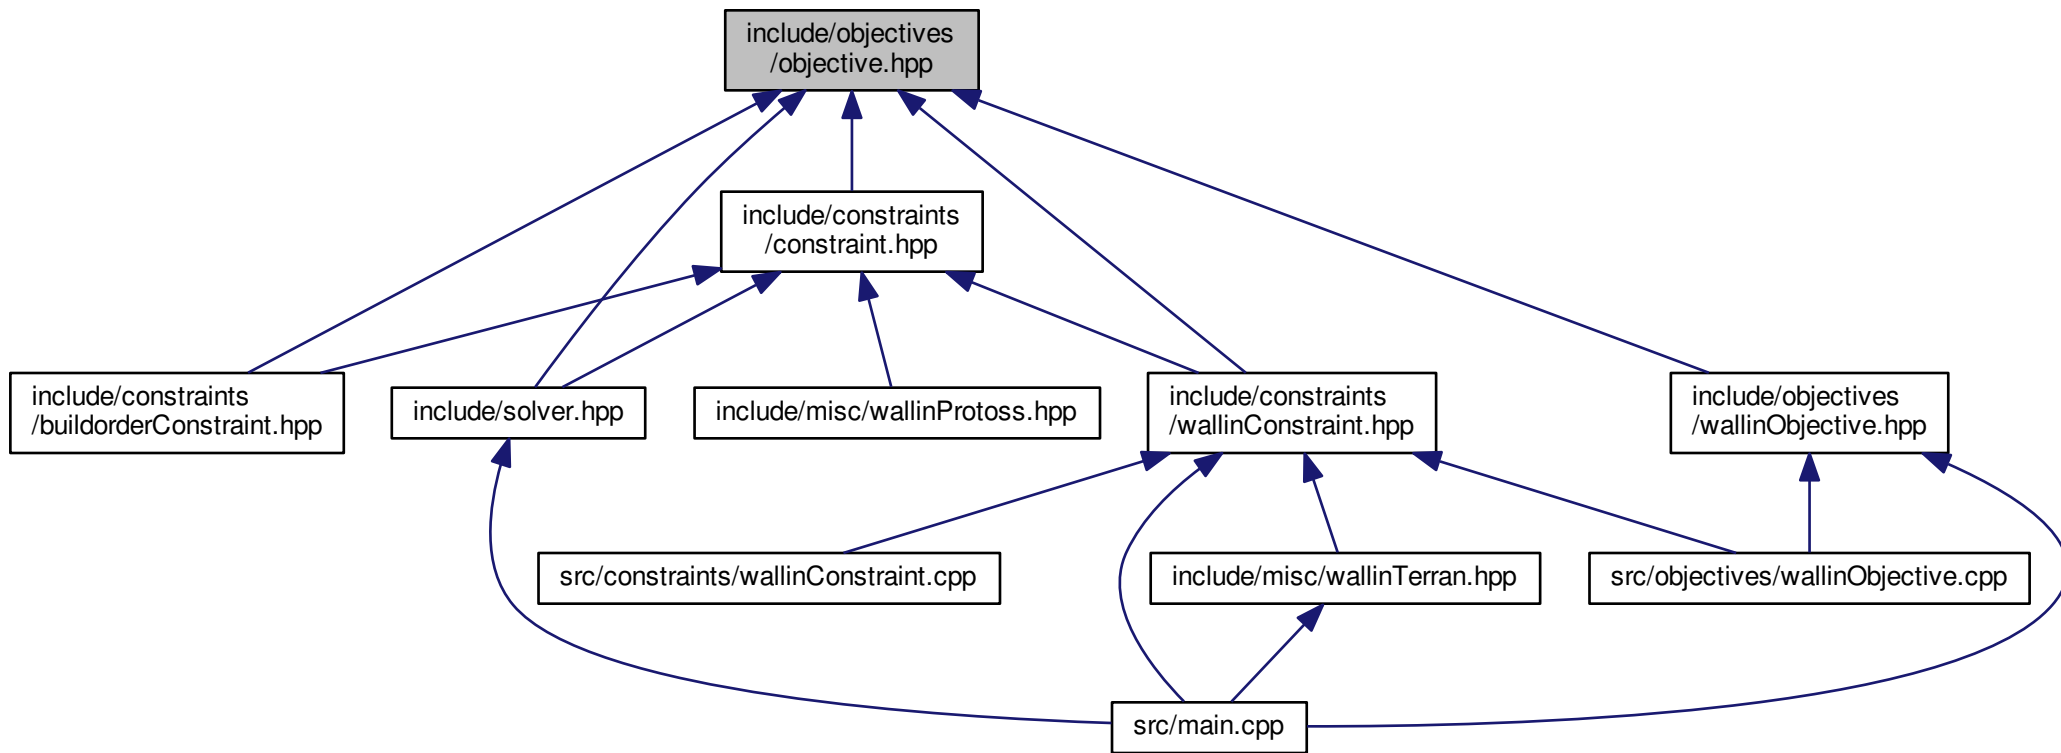 include/objectives
/objective.hpp
include/constraints
/constraint.hpp
include/constraints
/buildorderConstraint.hpp
include/solver.hpp
include/misc/wallinProtoss.hpp
include/constraints
/wallinConstraint.hpp
include/objectives
/wallinObjective.hpp
src/constraints/wallinConstraint.cpp
include/misc/wallinTerran.hpp
src/objectives/wallinObjective.cpp
src/main.cpp